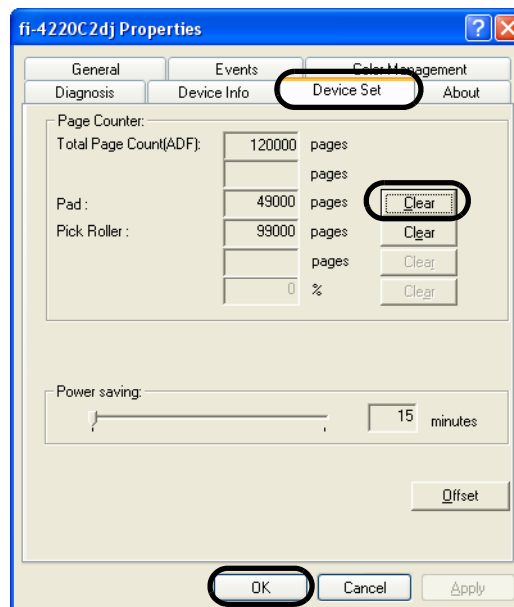 fi-4220C2dj Properties
General Events Color Management
Diagnosis Device Info Device Set About
Page Counter:
Total Page Count(ADF): 120000 pages
pages
Pad : 49000 pages Clear
Pick Roller : 99000 pages Clear
pages Clear
0 % Clear
Power saving:
15 minutes
Offset
OK Cancel Apply